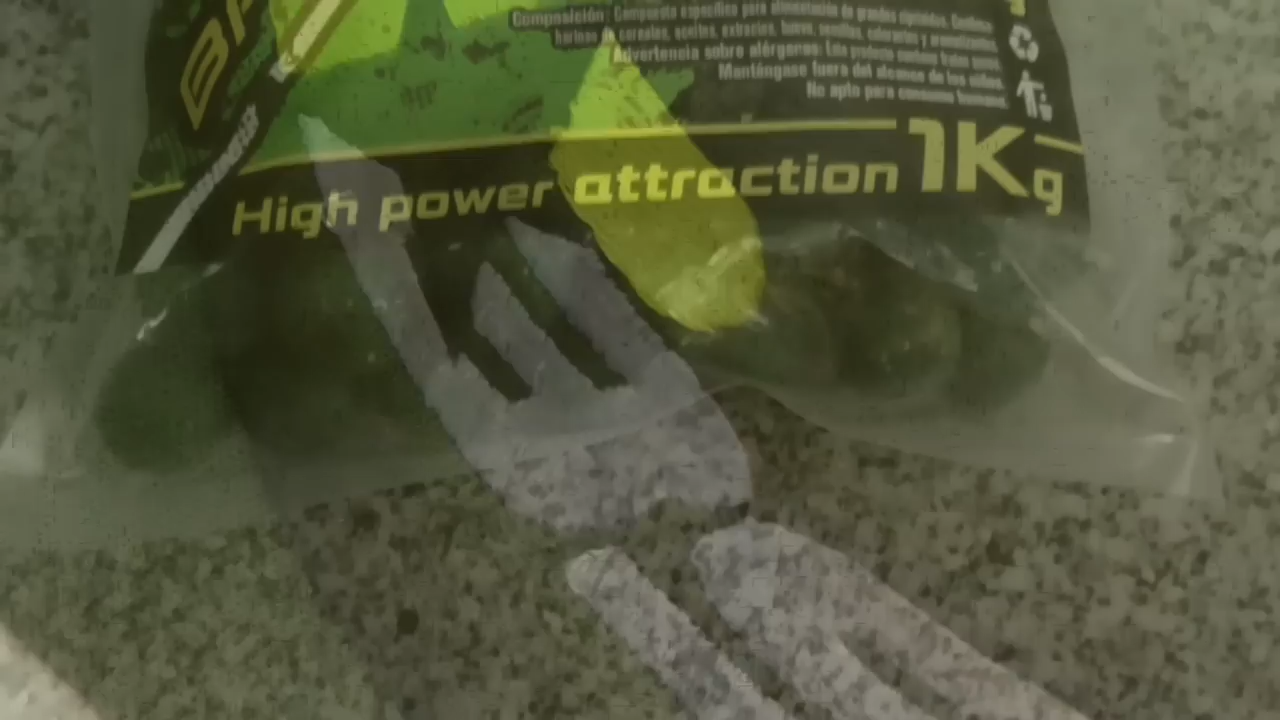 Composición: Compuesto específico para alimentación de grandes ciprínidos. Contiene
harinas de cereales, aceites, extractos, huevo, semillas, colorantes y aromatizantes.
Advertencia sobre alérgenos: Este producto contiene frutos secos.
Manténgase fuera del alcance de los niños.
No apto para consumo humano.
High power attraction 1Kg